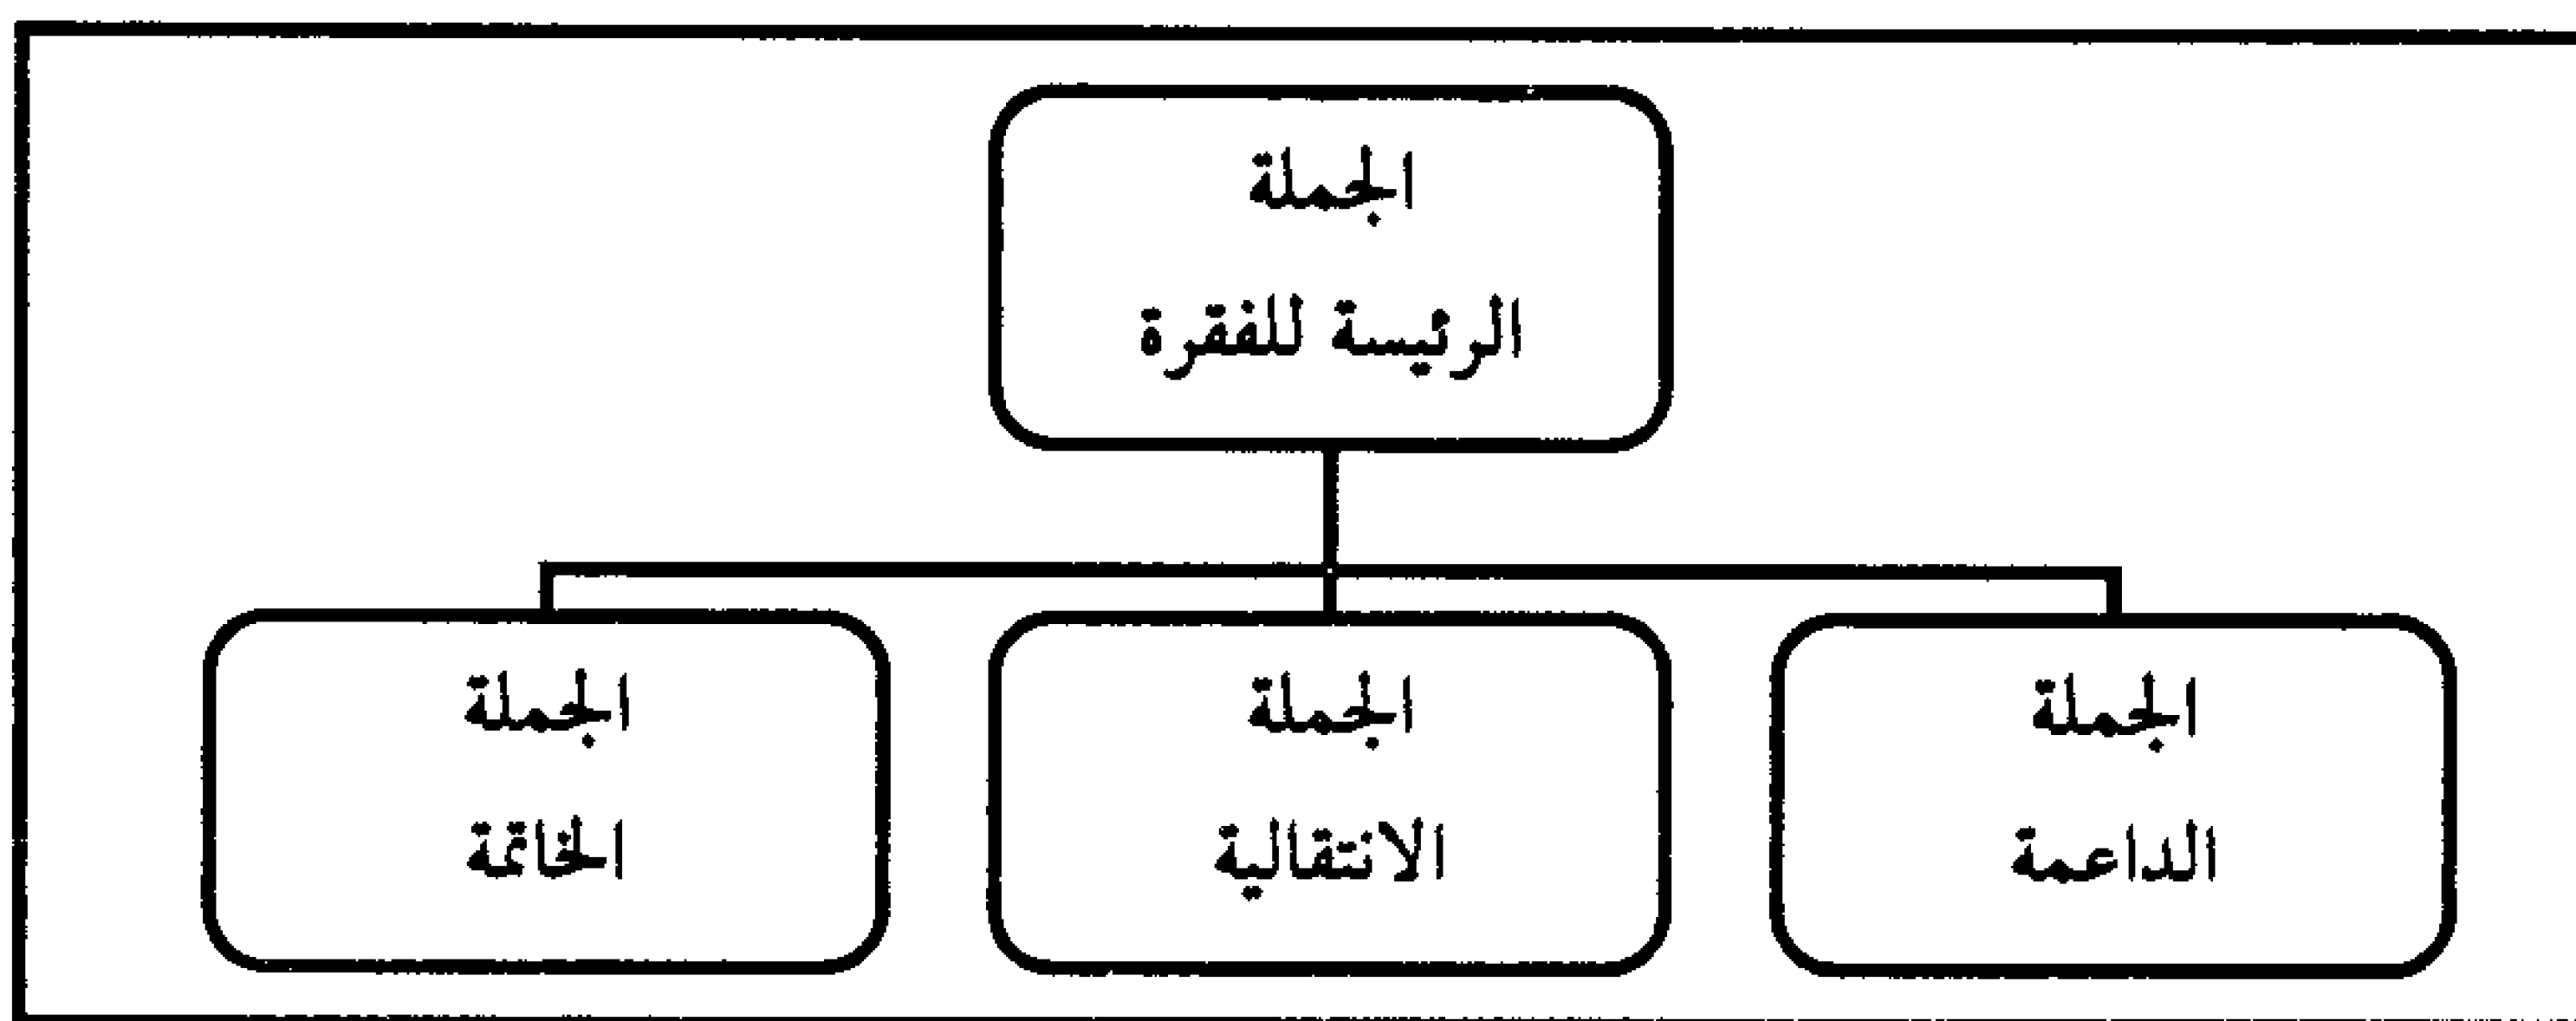 الجملة
الرئيسة للفقرة
الجملة
الداعمة
الجملة
الانتقالية
الجملة
الخاتمة